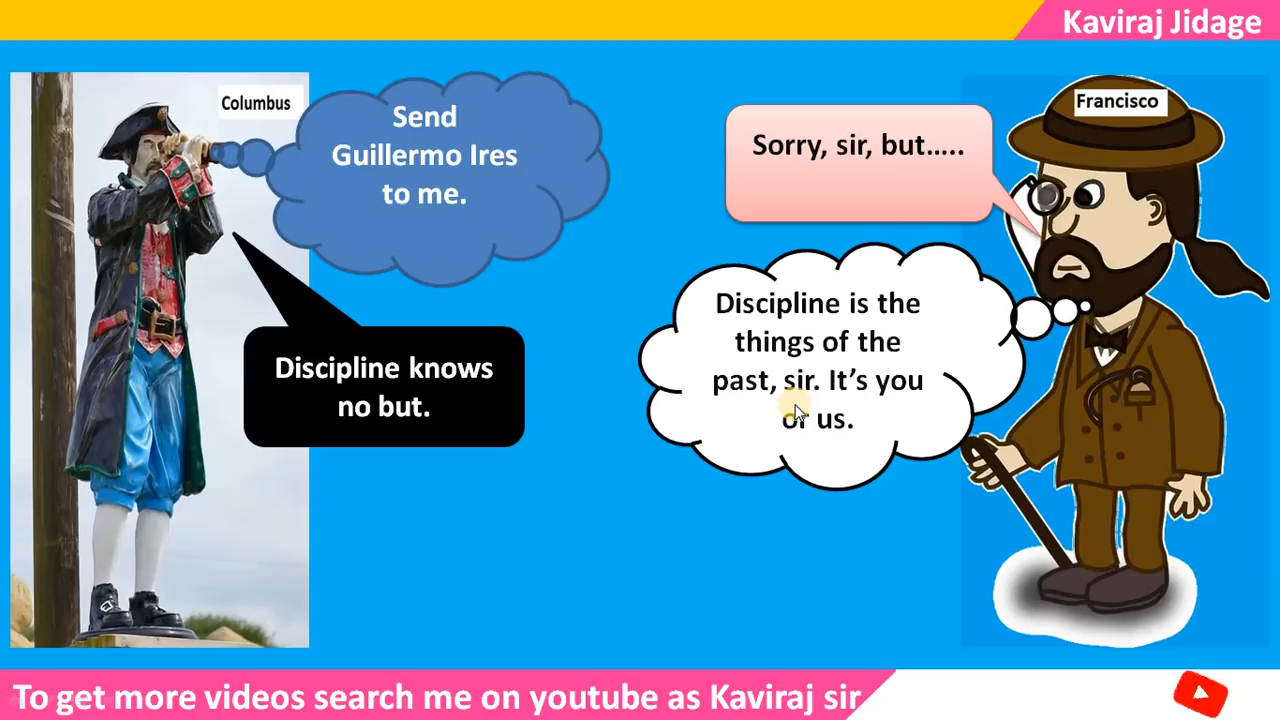 Kaviraj Jidage
Columbus
Send
Guillermo Ires
to me.
Francisco
Sorry, sir, but…..
Discipline knows
no but.
Discipline is the
things of the
past, sir. It’s you
or us.
To get more videos search me on youtube as Kaviraj sir